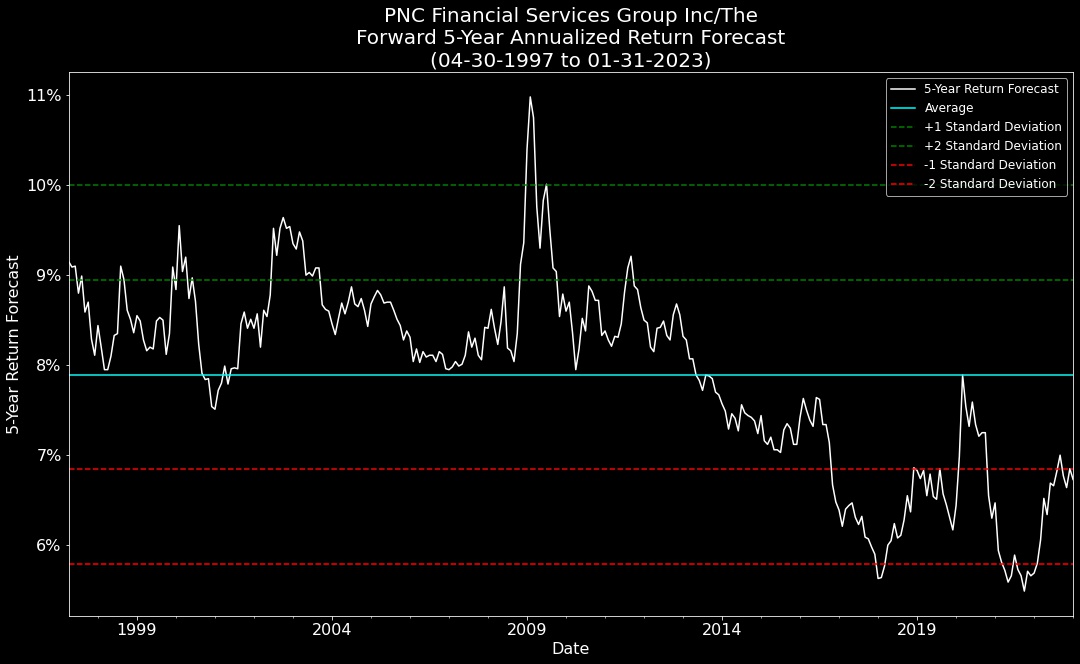 PNC Financial Services Group Inc/The
Forward 5-Year Annualized Return Forecast
(04-30-1997 to 01-31-2023)
5-Year Return Forecast
Average
+1 Standard Deviation
+2 Standard Deviation
-1 Standard Deviation
-2 Standard Deviation
5-Year Return Forecast
11%
10%
9%
8%
7%
6%
1999 2004 2009 2014 2019
Date